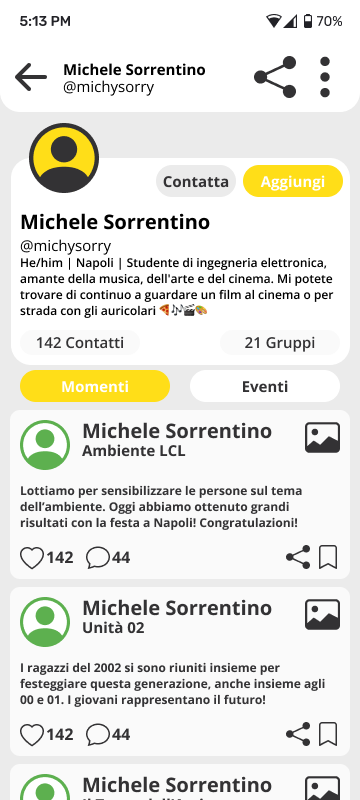 5:13 PM
70%
Michele Sorrentino
@michysorry
Contatta
Aggiungi
Michele Sorrentino
@michysorry
He/him | Napoli | Studente di ingegneria elettronica,
amante della musica, dell'arte e del cinema. Mi potete
trovare di continuo a guardare un film al cinema o per
strada con gli auricolari 🍕🎶🎬🎨
142 Contatti
21 Gruppi
Momenti
Eventi
Michele Sorrentino
Ambiente LCL
Lottiamo per sensibilizzare le persone sul tema
dell'ambiente. Oggi abbiamo ottenuto grandi
risultati con la festa a Napoli! Congratulazioni!
142
44
Michele Sorrentino
Unità 02
I ragazzi del 2002 si sono riuniti insieme per
festeggiare questa generazione, anche insieme agli
00 e 01. I giovani rappresentano il futuro!
142
44
Michele Sorrentino